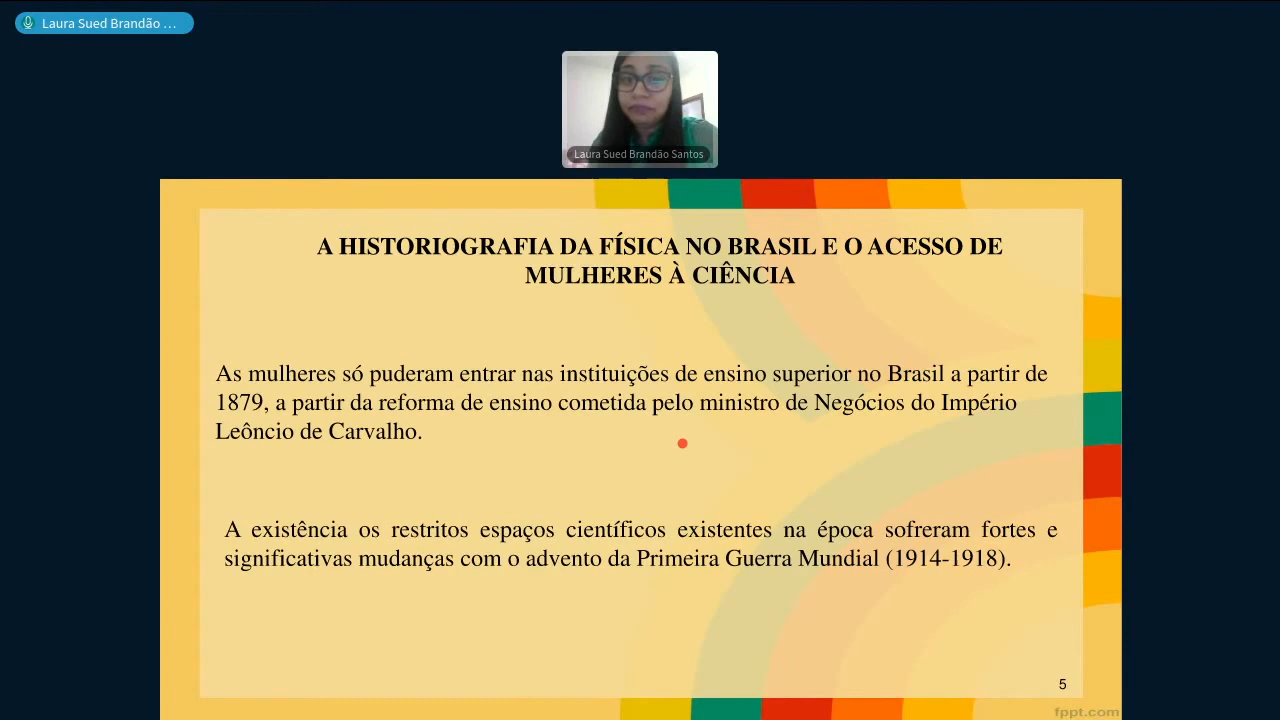 Laura Sued Brandão ...
Laura Sued Brandão Santos
A HISTORIOGRAFIA DA FÍSICA NO BRASIL E O ACESSO DE
MULHERES À CIÊNCIA
As mulheres só puderam entrar nas instituições de ensino superior no Brasil a partir de
1879, a partir da reforma de ensino cometida pelo ministro de Negócios do Império
Leôncio de Carvalho.
A existência os restritos espaços científicos existentes na época sofreram fortes e
significativas mudanças com o advento da Primeira Guerra Mundial (1914-1918).
5
fppt.com